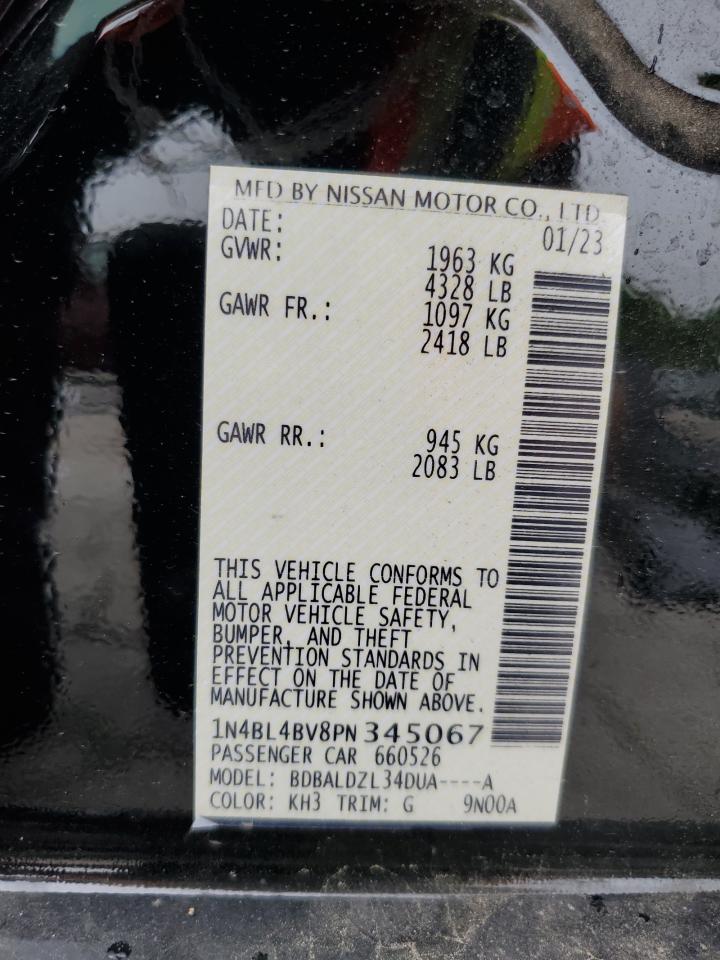 MFD BY NISSAN MOTOR CO., LTD
DATE: 01/23
GVWR: 1963 KG
4328 LB
GAWR FR.: 1097 KG
2418 LB
GAWR RR.: 945 KG
2083 LB
THIS VEHICLE CONFORMS TO
ALL APPLICABLE FEDERAL
MOTOR VEHICLE SAFETY,
BUMPER, AND THEFT
PREVENTION STANDARDS IN
EFFECT ON THE DATE OF
MANUFACTURE SHOWN ABOVE.
1N4BL4BV8PN 345067
PASSENGER CAR 660526
MODEL: BDBALDZL34DUA----A
COLOR: KH3 TRIM: G 9N00A